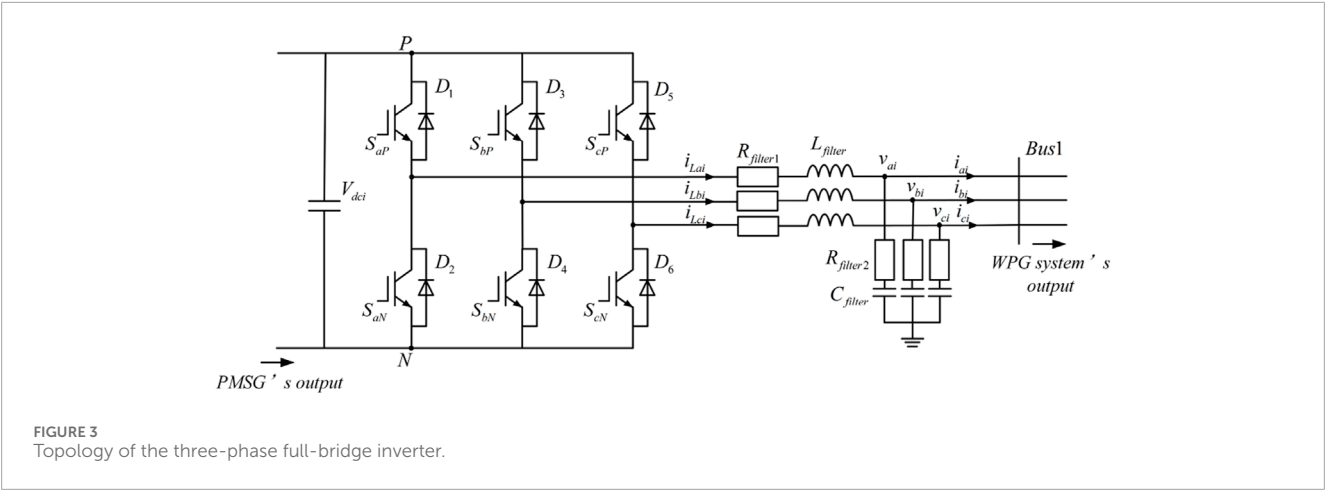 P
D1
D3
D5
SaP
SbP
ScP
Vdci
iLai
iLbi
iLci
Rfilter1
Lfilter
vai
vbi
vci
iai
ibi
ici
Bus1
D2
D4
D6
SaN
SbN
ScN
Rfilter2
Cfilter
WPG system's
output
N
PMSG's output
FIGURE 3
Topology of the three-phase full-bridge inverter.